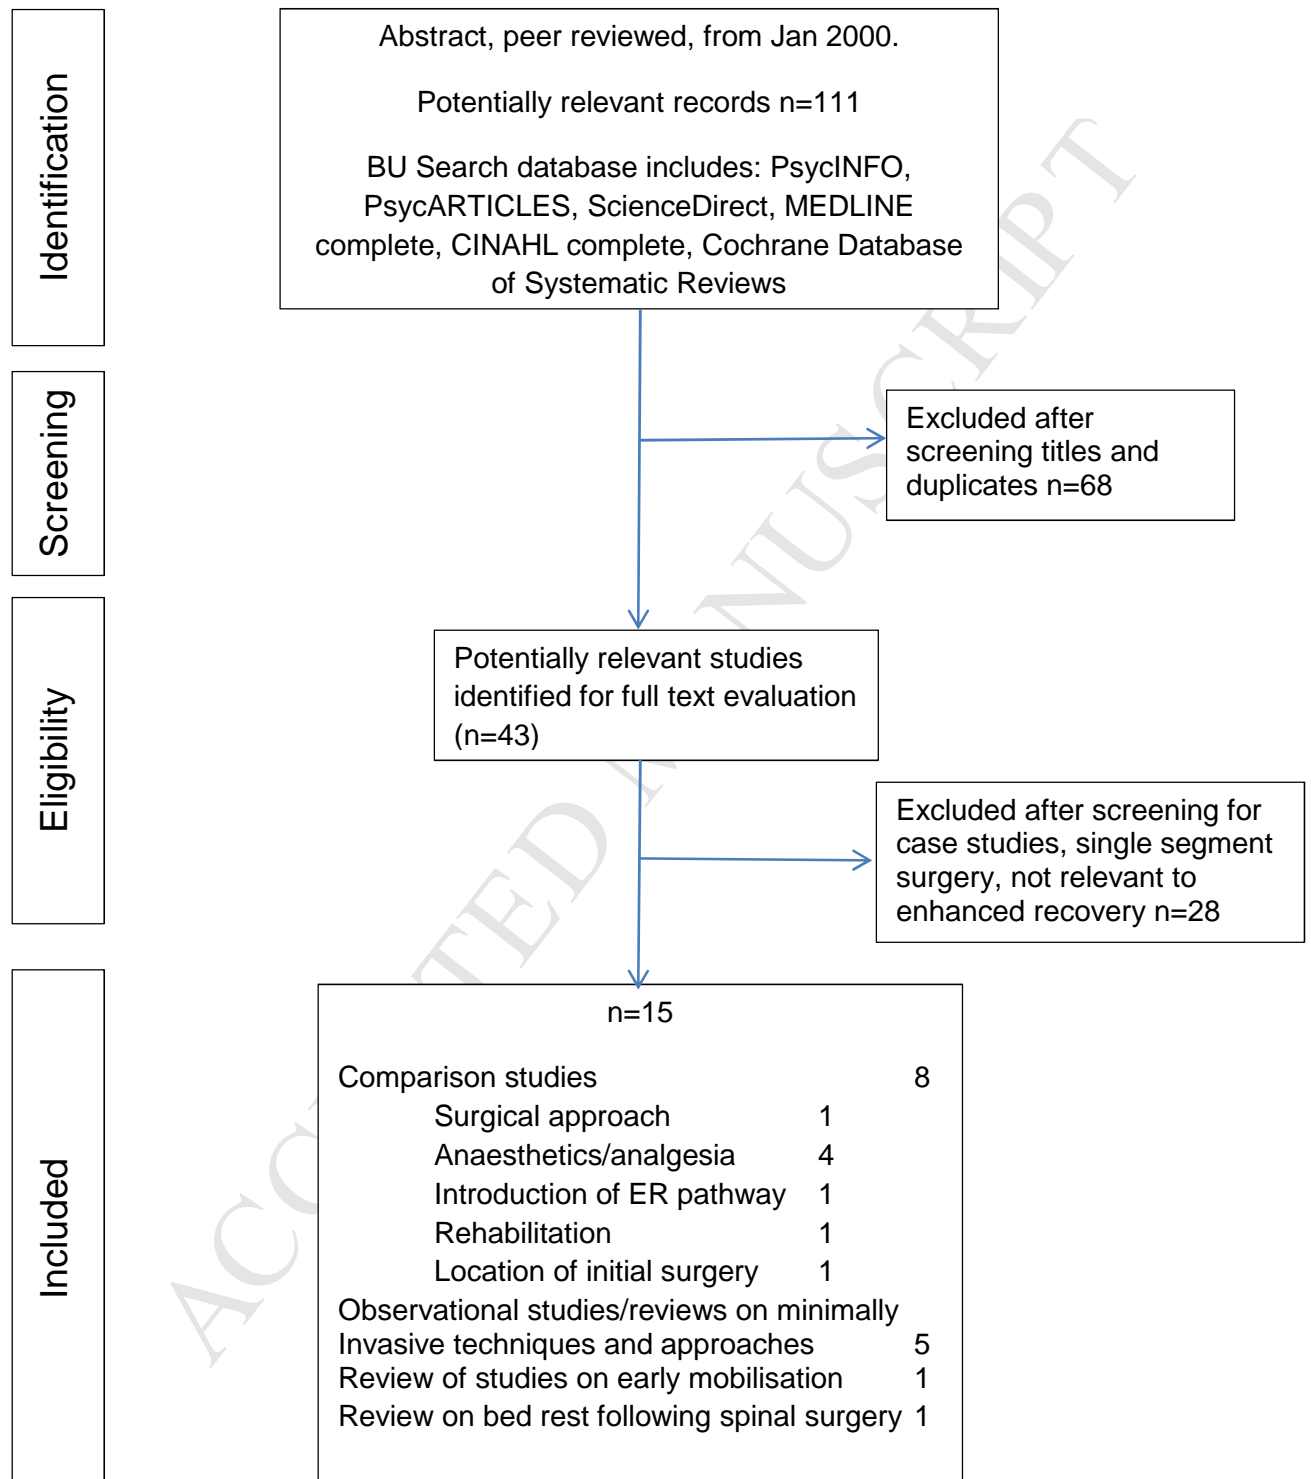 Identification
Abstract, peer reviewed, from Jan 2000.
Potentially relevant records n=111
BU Search database includes: PsycINFO,
PsycARTICLES, ScienceDirect, MEDLINE
complete, CINAHL complete, Cochrane Database
of Systematic Reviews
Screening
Excluded after
screening titles and
duplicates n=68
Eligibility
Potentially relevant studies
identified for full text evaluation
(n=43)
Excluded after screening for
case studies, single segment
surgery, not relevant to
enhanced recovery n=28
Included
n=15
Comparison studies 8
Surgical approach 1
Anaesthetics/analgesia 4
Introduction of ER pathway 1
Rehabilitation 1
Location of initial surgery 1
Observational studies/reviews on minimally
Invasive techniques and approaches 5
Review of studies on early mobilisation 1
Review on bed rest following spinal surgery 1
ACCEPTED MANUSCRIPT